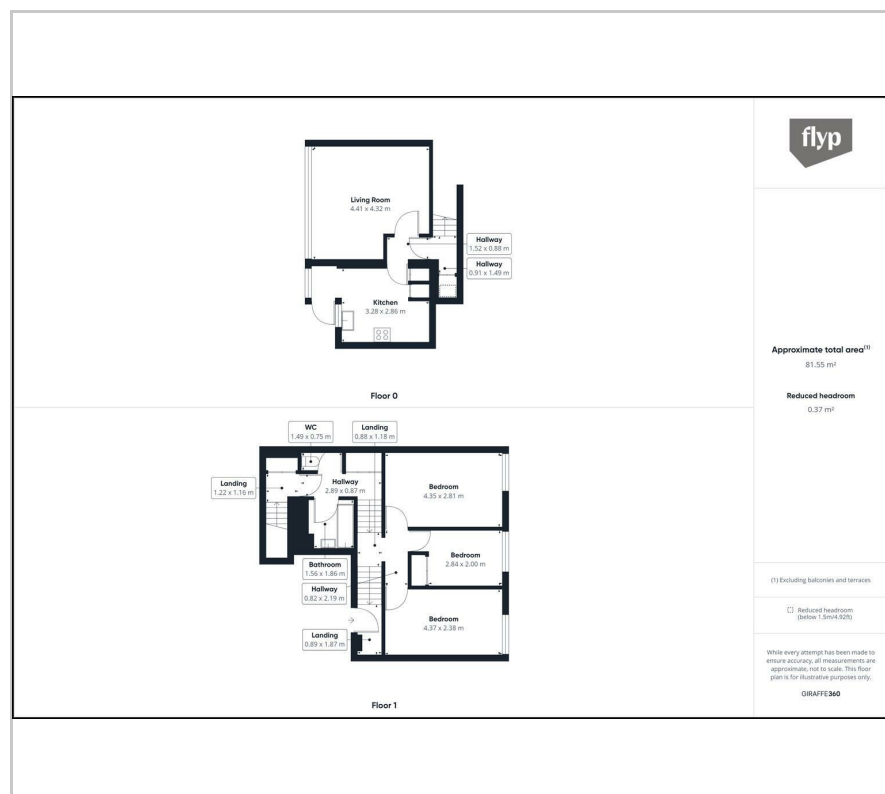 flyp
Living Room
4.41 x 4.32 m
Hallway
1.52 x 0.88 m
Hallway
0.91 x 1.49 m
Kitchen
3.28 x 2.86 m
Floor 0
Approximate total area(1)
81.55 m²
Reduced headroom
0.37 m²
WC
1.49 x 0.75 m
Landing
0.88 x 1.18 m
Landing
1.22 x 1.16 m
Hallway
2.89 x 0.87 m
Bedroom
4.35 x 2.81 m
Bedroom
2.84 x 2.00 m
Bathroom
1.56 x 1.86 m
Hallway
0.82 x 2.19 m
Landing
0.89 x 1.87 m
Bedroom
4.37 x 2.38 m
Floor 1
(1) Excluding balconies and terraces
Reduced headroom
(below 1.5m/4.92ft)
While every attempt has been made to
ensure accuracy, all measurements are
approximate, not to scale. This floor
plan is for illustrative purposes only.
GIRAFFE360